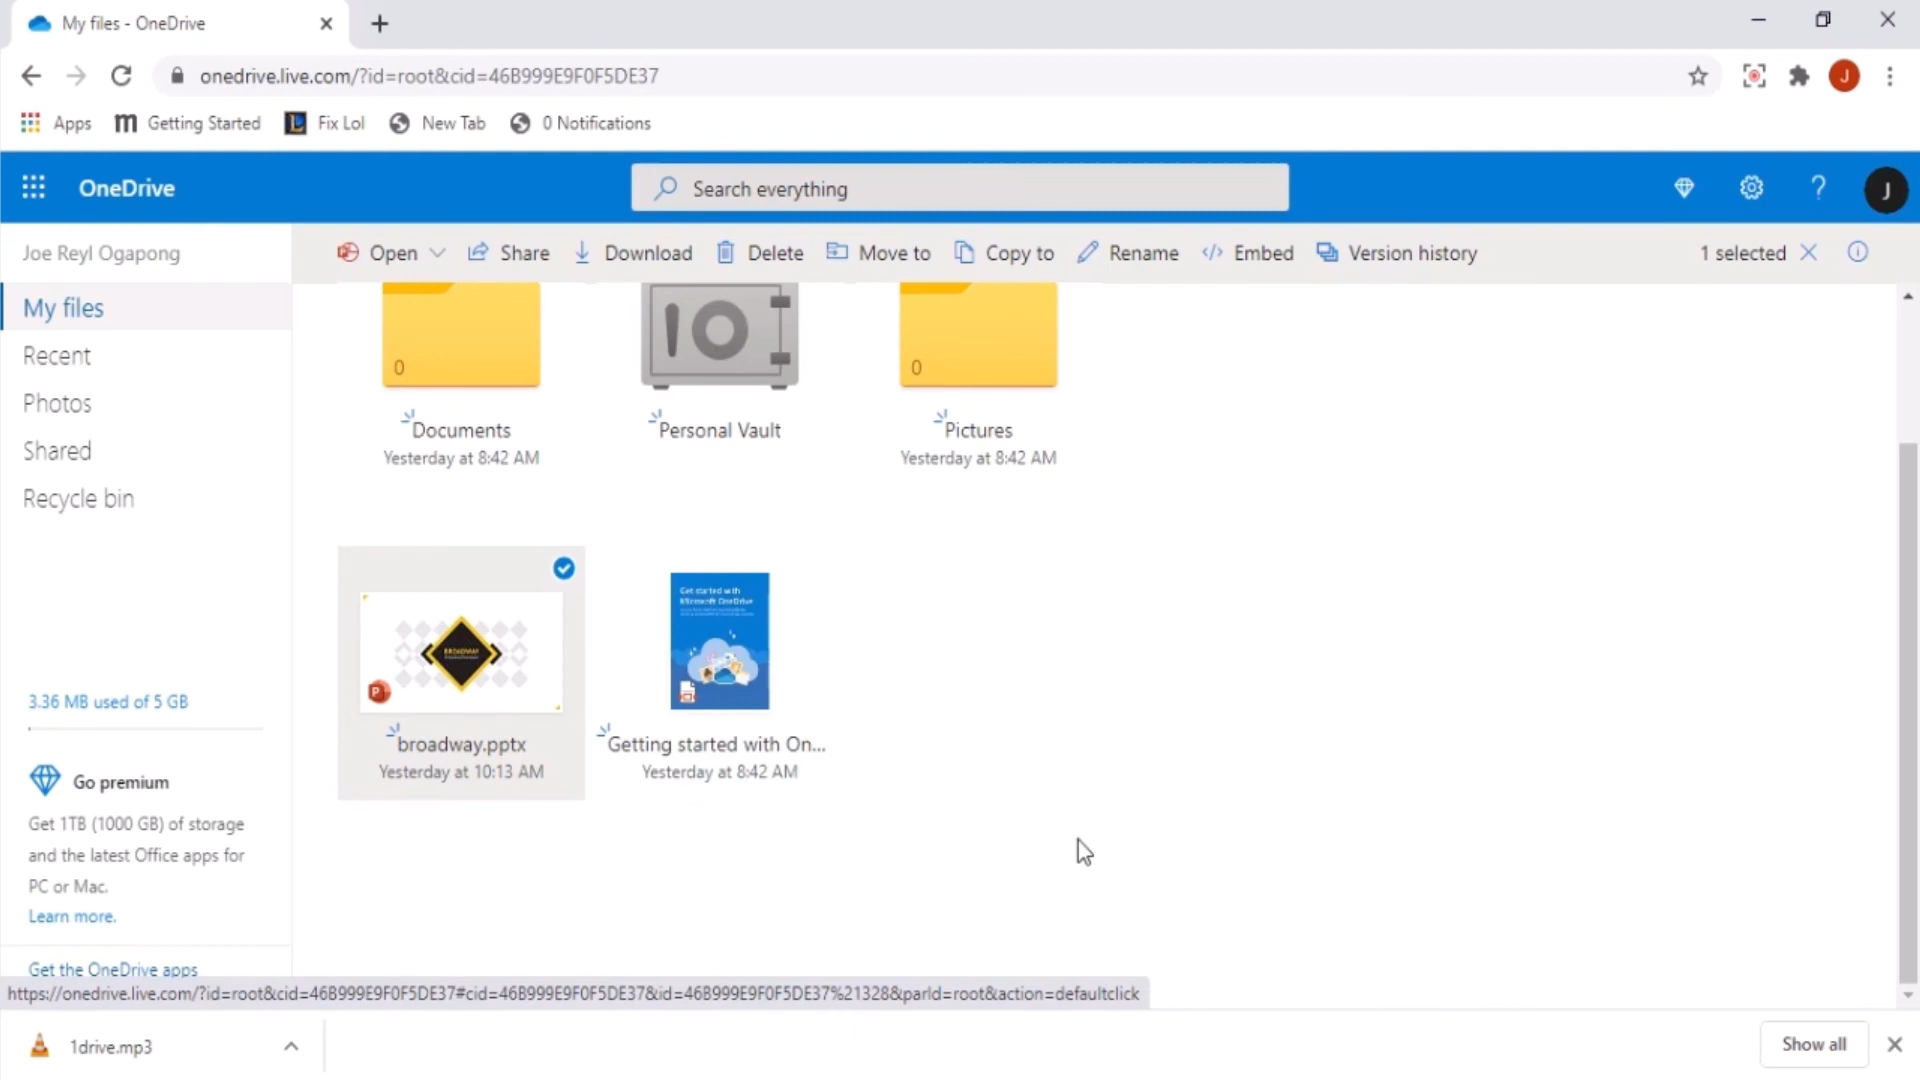 My files - OneDrive
onedrive.live.com/?id=root&cid=46B999E9F0F5DE37
J
Apps
Getting Started
Fix Lol
New Tab
0 Notifications
OneDrive
Search everything
J
Joe Reyl Ogapong
Open
Share
Download
Delete
Move to
Copy to
Rename
Embed
Version history
1 selected
My files
Recent
Photos
Shared
Recycle bin
0
Documents
Yesterday at 8:42 AM
Personal Vault
0
Pictures
Yesterday at 8:42 AM
BROADWAY
P
broadway.pptx
Yesterday at 10:13 AM
Get started with
Microsoft OneDrive
Getting started with On...
Yesterday at 8:42 AM
3.36 MB used of 5 GB
Go premium
Get 1TB (1000 GB) of storage
and the latest Office apps for
PC or Mac.
Learn more.
Get the OneDrive apps
https://onedrive.live.com/?id=root&cid=46B999E9F0F5DE37#cid=46B999E9F0F5DE37&id=46B999E9F0F5DE37%21328&parId=root&action=defaultclick
1drive.mp3
Show all